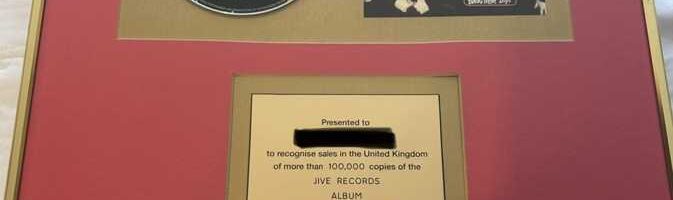 Presented to
to recognise sales in the United Kingdom
of more than 100,000 copies of the
JIVE RECORDS
ALBUM